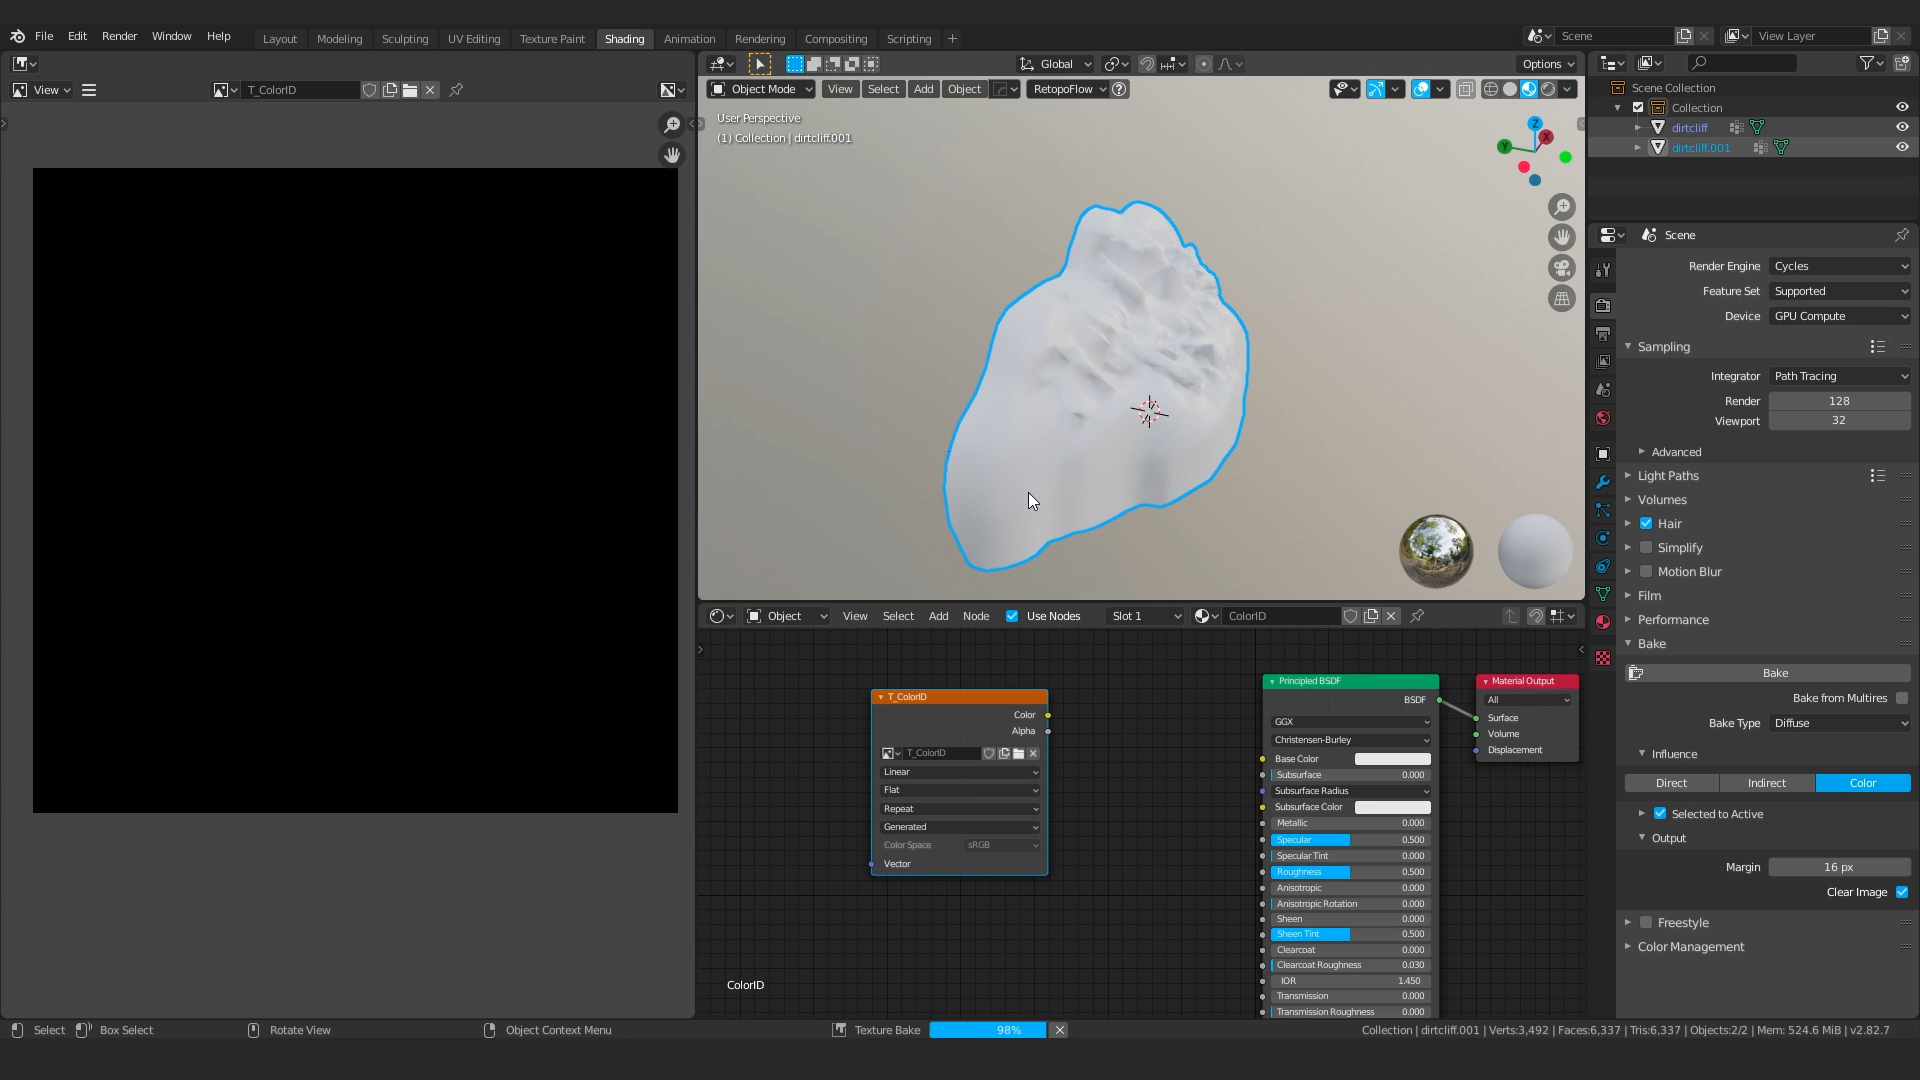 File Edit Render Window Help Layout Modeling Sculpting UV Editing Texture Paint Shading Animation Rendering Compositing Scripting + Scene View Layer
Global Options
View T_ColorID
Object Mode View Select Add Object RetopoFlow
User Perspective
(1) Collection | dirtcliff.001
Z
X
Y
Scene Collection
Collection
dirtcliff
dirtcliff.001
Scene
Render Engine Cycles
Feature Set Supported
Device GPU Compute
Sampling
Integrator Path Tracing
Render 128
Viewport 32
Advanced
Light Paths
Volumes
Hair
Simplify
Motion Blur
Film
Performance
Bake
Bake
Bake from Multires
Bake Type Diffuse
Influence
Direct Indirect Color
Selected to Active
Output
Margin 16 px
Clear Image
Freestyle
Color Management
Object View Select Add Node Use Nodes Slot 1 ColorID
T_ColorID
Color
Alpha
T_ColorID
Linear
Flat
Repeat
Generated
Color Space sRGB
Vector
Principled BSDF
BSDF
GGX
Christensen-Burley
Base Color
Subsurface 0.000
Subsurface Radius
Subsurface Color
Metallic 0.000
Specular 0.500
Specular Tint 0.000
Roughness 0.500
Anisotropic 0.000
Anisotropic Rotation 0.000
Sheen 0.000
Sheen Tint 0.500
Clearcoat 0.000
Clearcoat Roughness 0.030
IOR 1.450
Transmission 0.000
Transmission Roughness 0.000
Material Output
All
Surface
Volume
Displacement
ColorID
Select Box Select Rotate View Object Context Menu Texture Bake 98% Collection | dirtcliff.001 | Verts:3,492 | Faces:6,337 | Tris:6,337 | Objects:2/2 | Mem: 524.6 MiB | v2.82.7